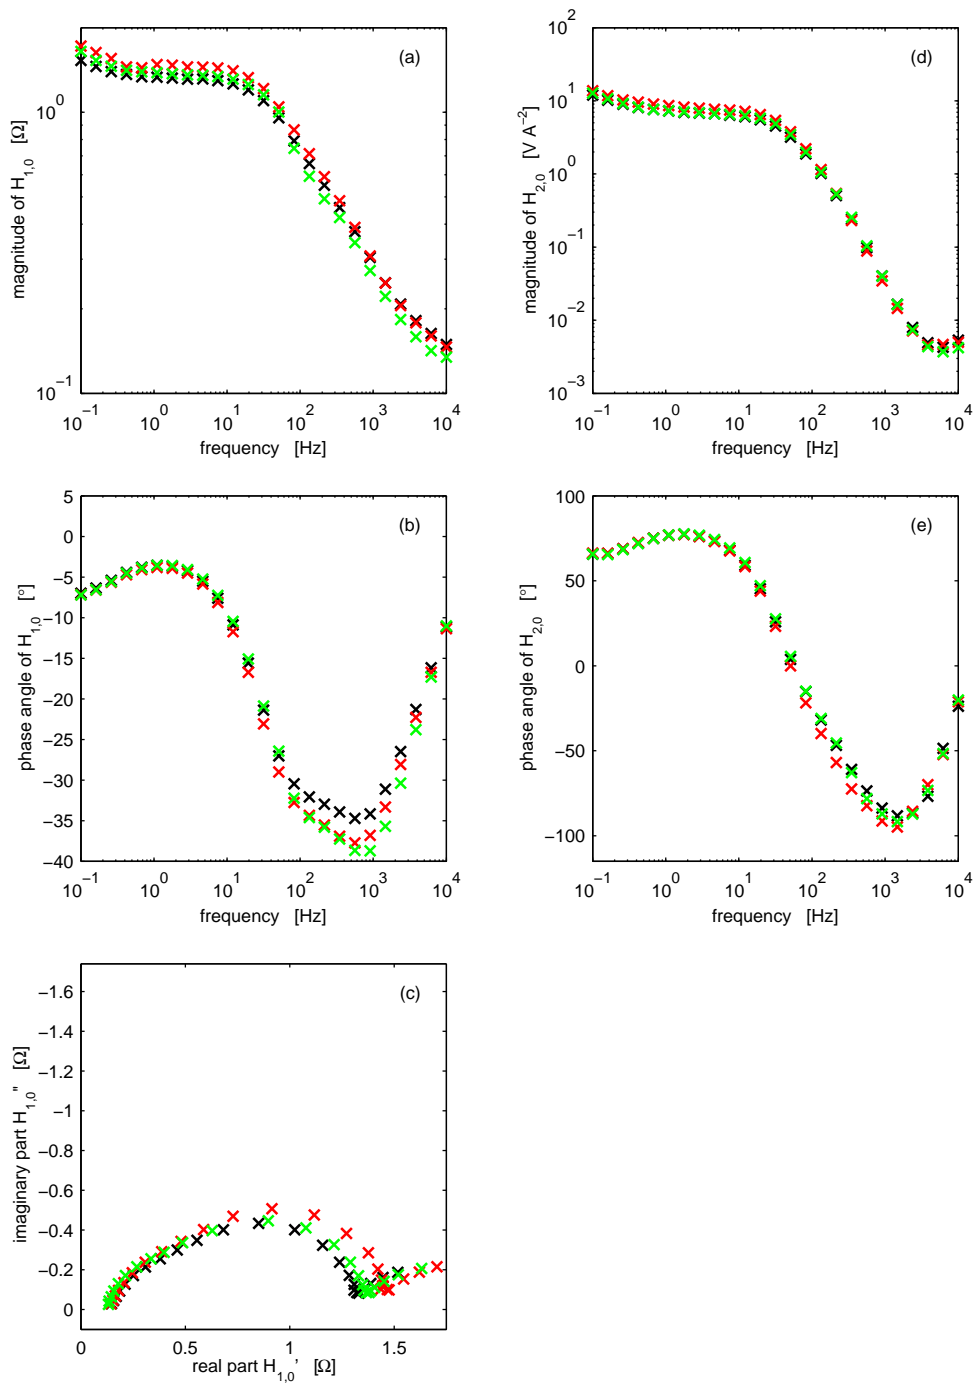 (a)
magnitude of H1,0 [Ω]
10^0
10^−1
10^−1 10^0 10^1 10^2 10^3 10^4
frequency [Hz]
(d)
magnitude of H2,0 [V A^−2]
10^2
10^1
10^0
10^−1
10^−2
10^−3
10^−1 10^0 10^1 10^2 10^3 10^4
frequency [Hz]
(b)
phase angle of H1,0 [°]
5
0
−5
−10
−15
−20
−25
−30
−35
−40
10^−1 10^0 10^1 10^2 10^3 10^4
frequency [Hz]
(e)
phase angle of H2,0 [°]
100
50
0
−50
−100
10^−1 10^0 10^1 10^2 10^3 10^4
frequency [Hz]
(c)
imaginary part H1,0'' [Ω]
−1.6
−1.4
−1.2
−1
−0.8
−0.6
−0.4
−0.2
0
0 0.5 1 1.5
real part H1,0' [Ω]